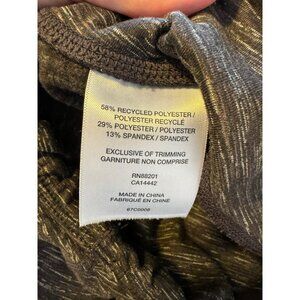 58% RECYCLED POLYESTER /
POLYESTER RECYCLÉ
29% POLYESTER / POLYESTER
13% SPANDEX / SPANDEX
EXCLUSIVE OF TRIMMING
GARNITURE NON COMPRISE
RN88201
CA14442
MADE IN CHINA
FABRIQUÉ EN CHINE
67C0006